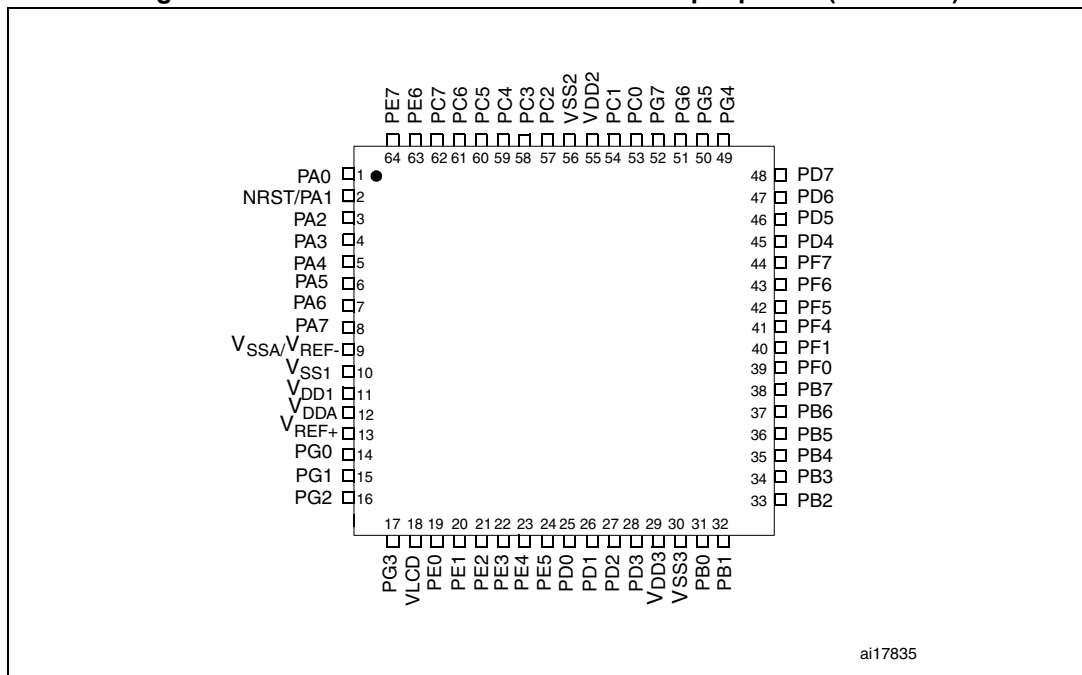 PE7 PE6 PC7 PC6 PC5 PC4 PC3 PC2 VSS2 VDD2 PC1 PC0 PG7 PG6 PG5 PG4
64 63 62 61 60 59 58 57 56 55 54 53 52 51 50 49
PA0 1
NRST/PA1 2
PA2 3
PA3 4
PA4 5
PA5 6
PA6 7
PA7 8
VSSA/VREF- 9
VSS1 10
VDD1 11
VDDA 12
VREF+ 13
PG0 14
PG1 15
PG2 16
48 PD7
47 PD6
46 PD5
45 PD4
44 PF7
43 PF6
42 PF5
41 PF4
40 PF1
39 PF0
38 PB7
37 PB6
36 PB5
35 PB4
34 PB3
33 PB2
17 18 19 20 21 22 23 24 25 26 27 28 29 30 31 32
PG3 VLCD PE0 PE1 PE2 PE3 PE4 PE5 PD0 PD1 PD2 PD3 VDD3 VSS3 PB0 PB1
ai17835